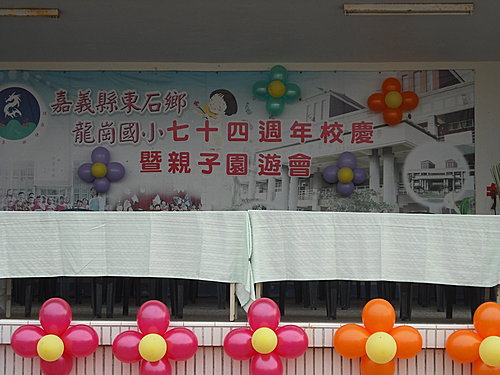 嘉義縣東石鄉
龍崗國小七十四週年校慶
暨親子園遊會